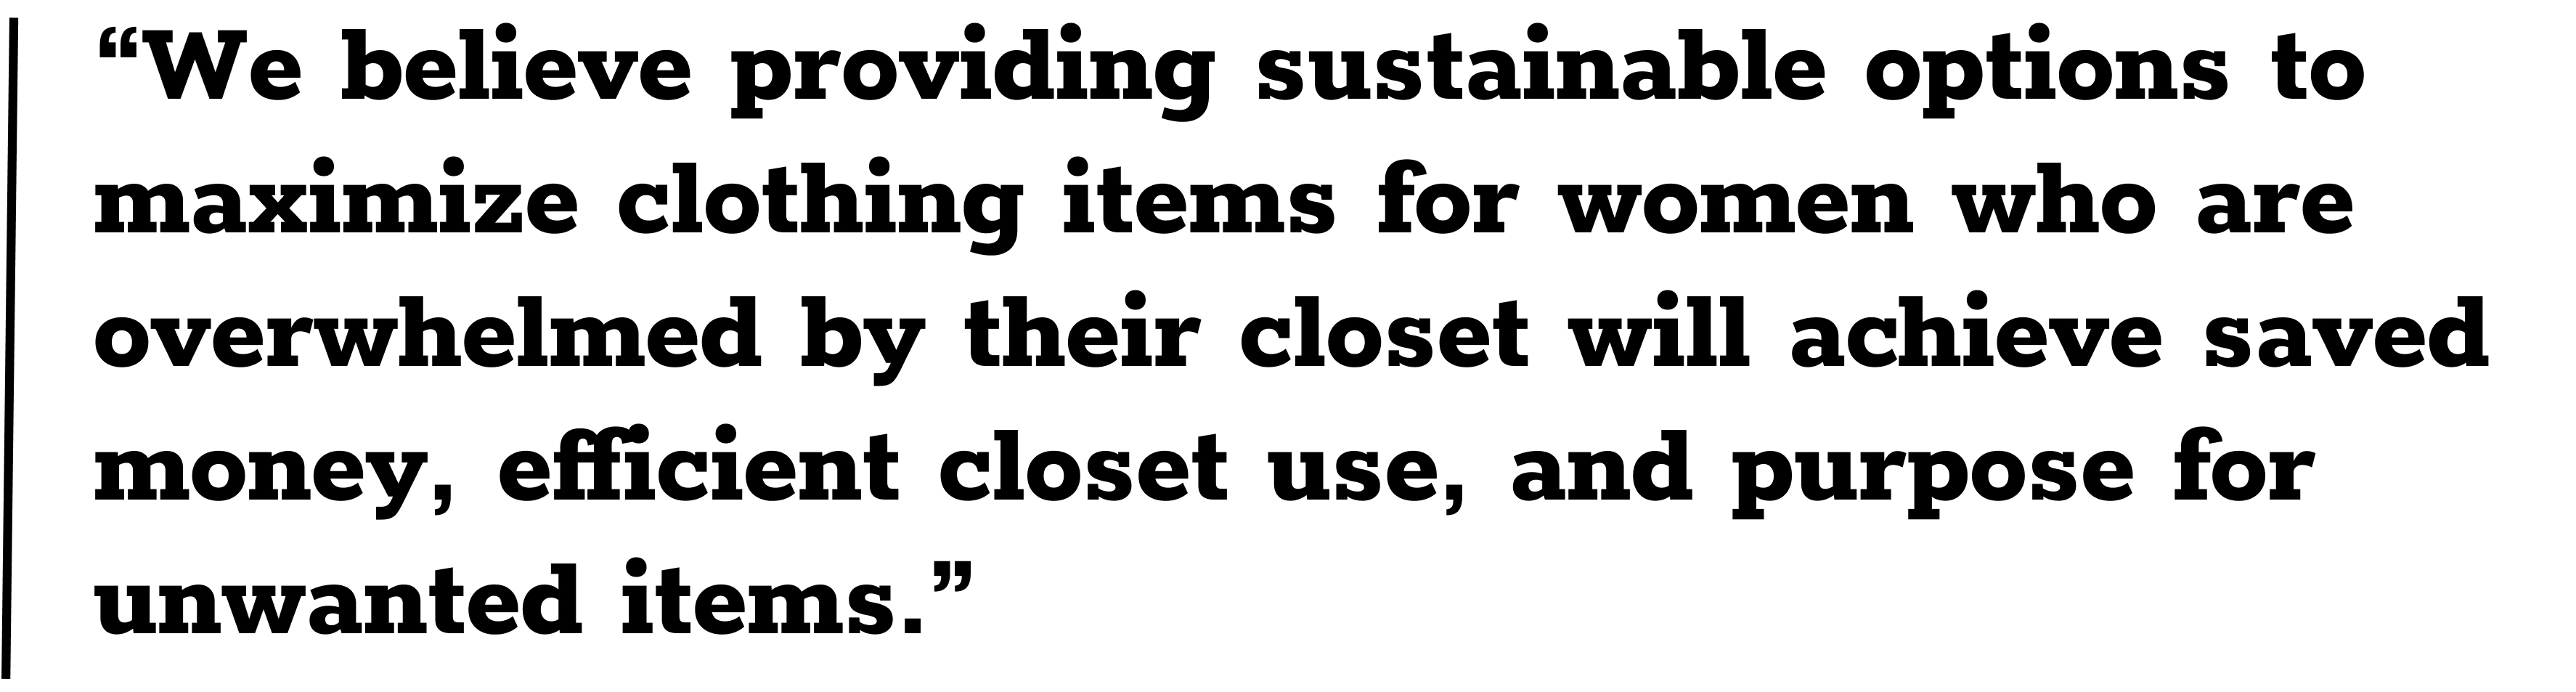 “We believe providing sustainable options to
maximize clothing items for women who are
overwhelmed by their closet will achieve saved
money, efficient closet use, and purpose for
unwanted items.”